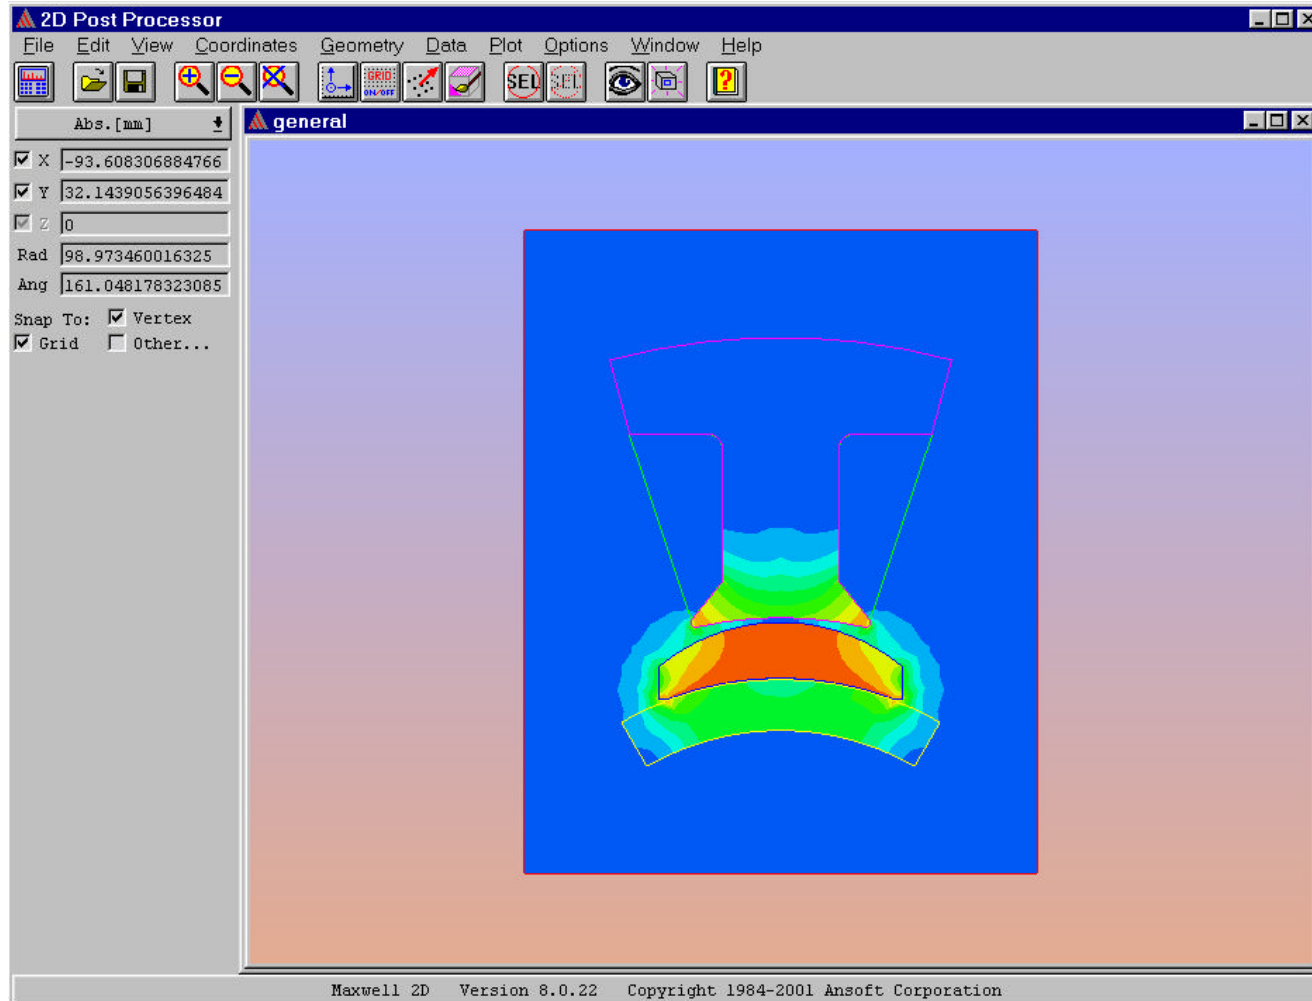 2D Post Processor
File Edit View Coordinates Geometry Data Plot Options Window Help
GRID
ON/OFF
SEL
SEL
?
Abs.[mm]
general
X -93.608306884766
Y 32.1439056396484
Z 0
Rad 98.973460016325
Ang 161.048178323085
Snap To: Vertex
Grid Other...
Maxwell 2D Version 8.0.22 Copyright 1984-2001 Ansoft Corporation